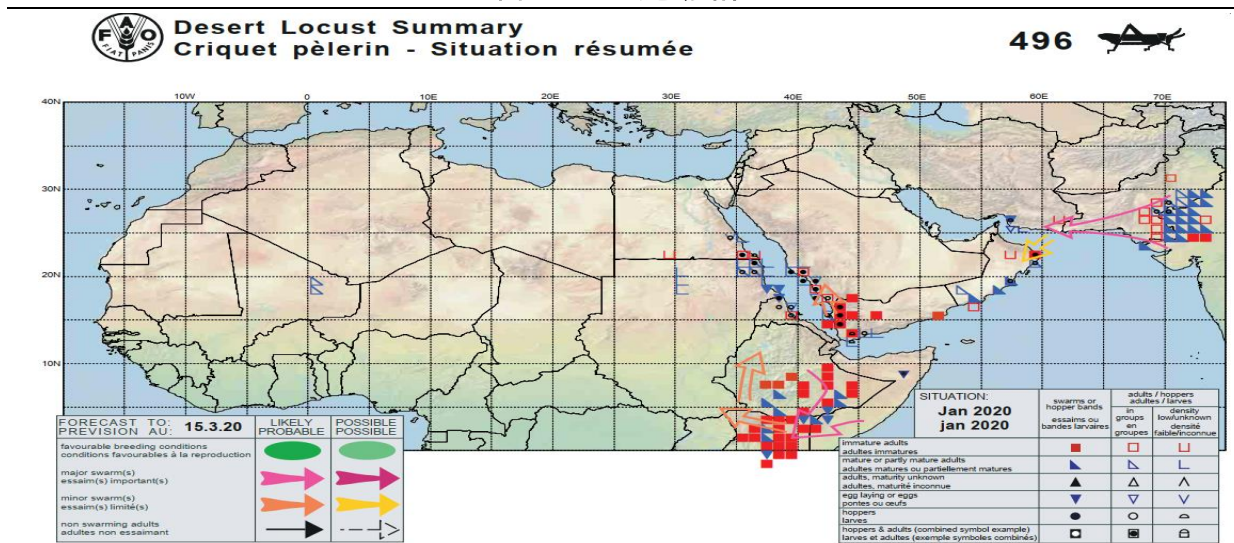 FAO
FIAT PANIS
Desert Locust Summary
Criquet pèlerin - Situation résumée
496
10W 0 10E 20E 30E 40E 50E 60E 70E
40N
30N
20N
10N
FORECAST TO:
PREVISION AU: 15.3.20
LIKELY
PROBABLE
POSSIBLE
POSSIBLE
favourable breeding conditions
conditions favourables à la reproduction
major swarm(s)
essaim(s) important(s)
minor swarm(s)
essaim(s) limité(s)
non swarming adults
adultes non essaimant
SITUATION:
Jan 2020
jan 2020
swarms or
hopper bands
essaims ou
bandes larvaires
adults / hoppers
adultes / larves
in
groups
en
groupes
density
low/unknown
densité
faible/inconnue
immature adults
adultes immatures
mature or partly mature adults
adultes matures ou partiellement matures
adults, maturity unknown
adultes, maturité inconnue
egg laying or eggs
pontes ou œufs
hoppers
larves
hoppers & adults (combined symbol example)
larves et adultes (exemple symboles combinés)